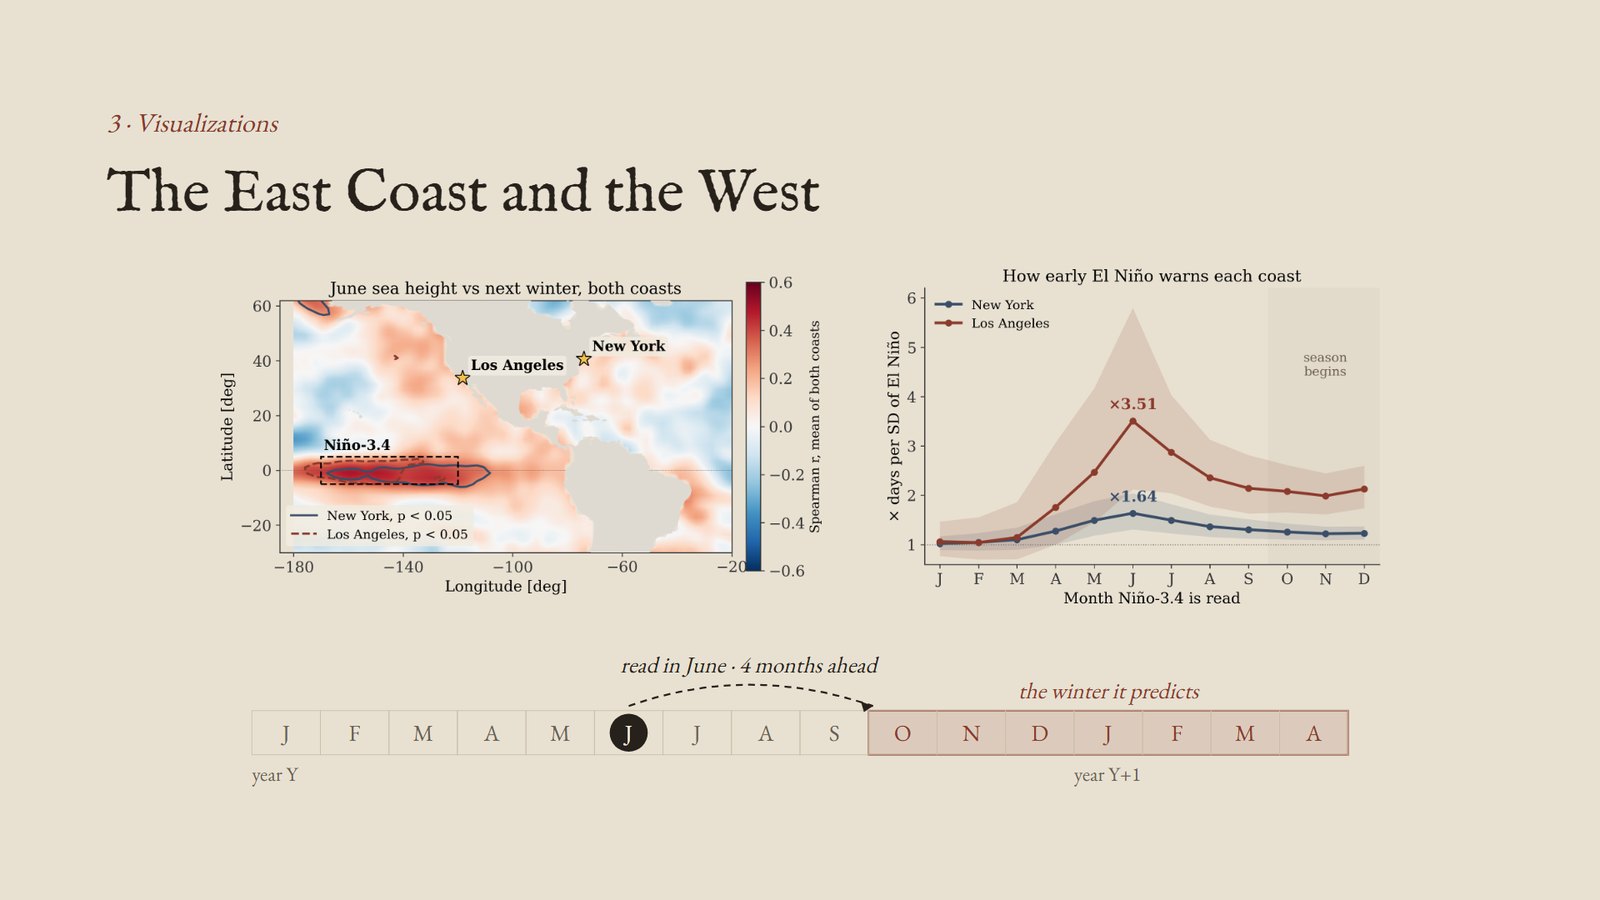 3 · Visualizations
The East Coast and the West
June sea height vs next winter, both coasts
60
40
20
0
−20
Latitude [deg]
−180
−140
−100
−60
−20
Longitude [deg]
Los Angeles
New York
Niño-3.4
New York, p < 0.05
Los Angeles, p < 0.05
0.6
0.4
0.2
0.0
−0.2
−0.4
−0.6
Spearman r, mean of both coasts
How early El Niño warns each coast
6
5
4
3
2
1
× days per SD of El Niño
New York
Los Angeles
season
begins
×3.51
×1.64
J F M A M J J A S O N D
Month Niño-3.4 is read
read in June · 4 months ahead
the winter it predicts
J F M A M J J A S O N D J F M A
year Y
year Y+1